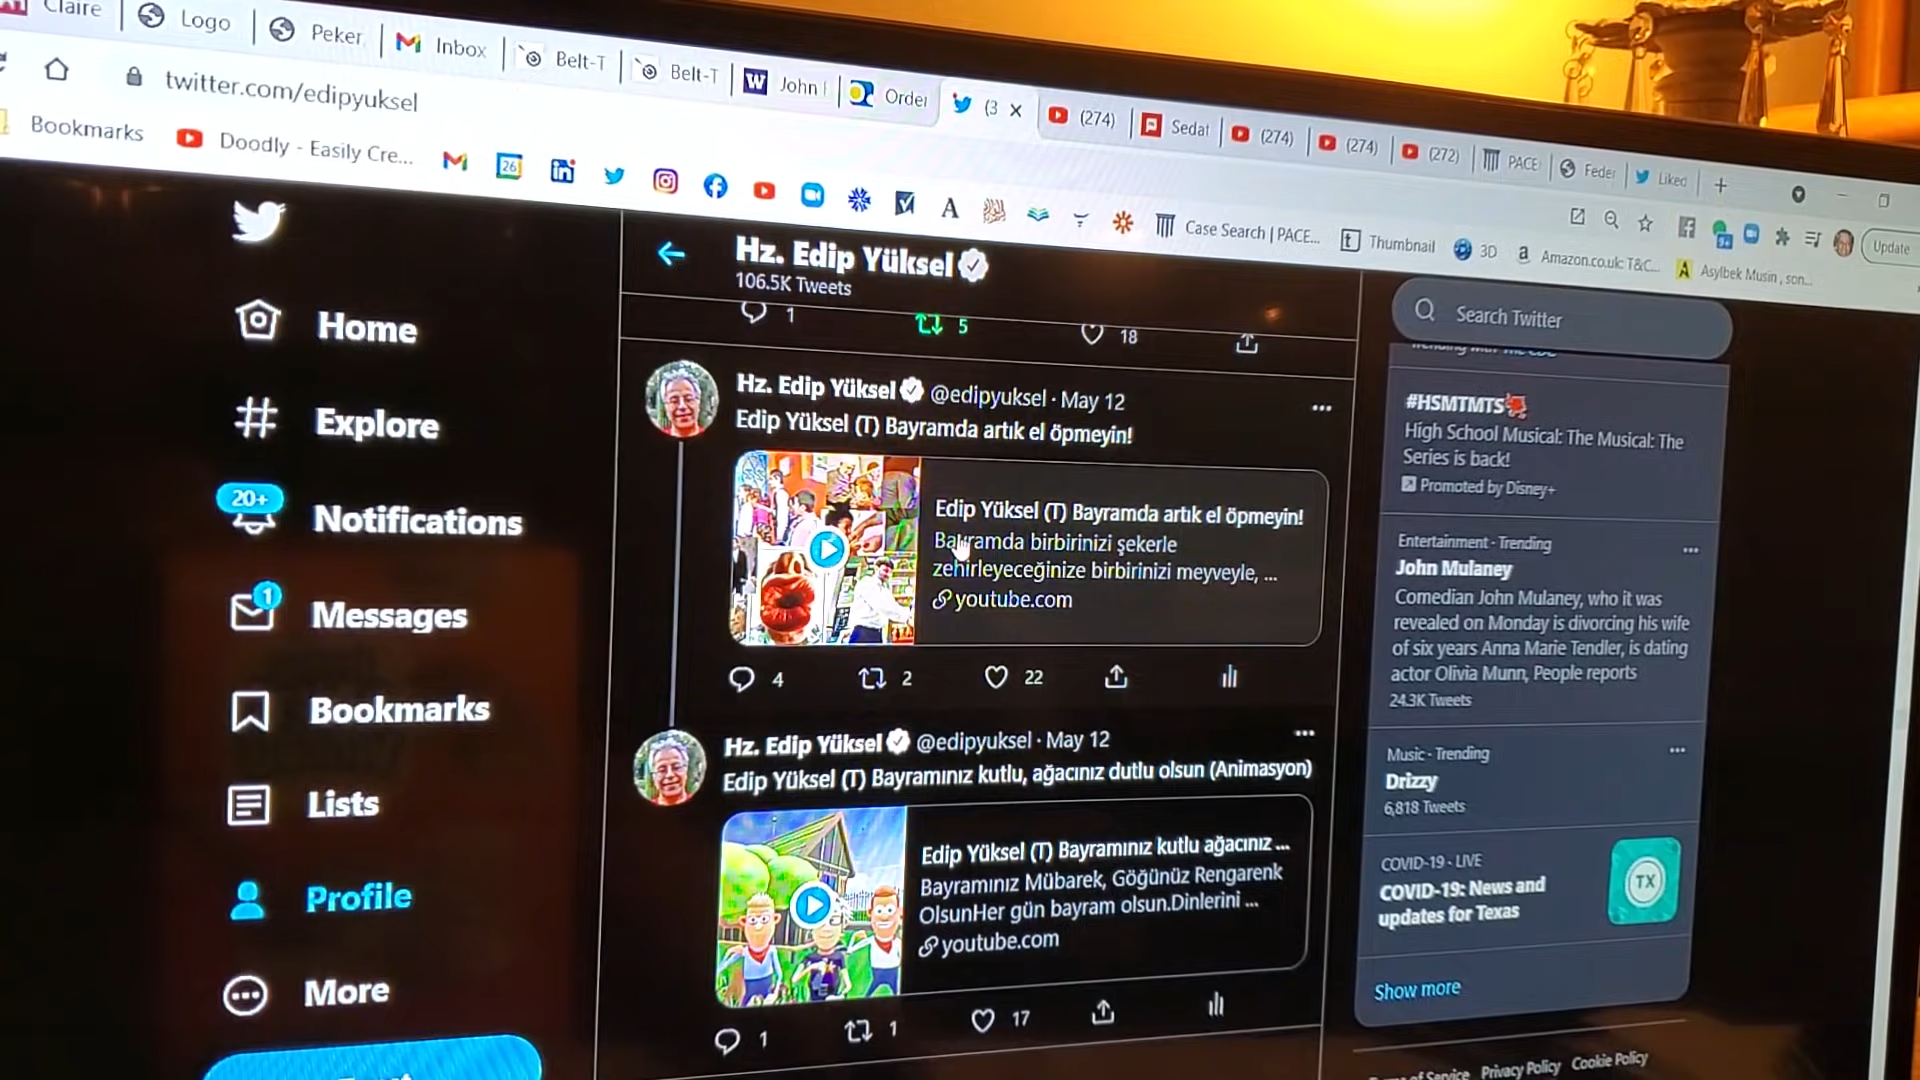 Claire
Logo
Peker
Inbox
Belt-T
Belt-T
John
Order
(3
(274)
Sedat
(274)
(274)
(272)
PACE
Feder
Liked
twitter.com/edipyuksel
Update
Bookmarks
Doodly - Easily Cre...
26
Case Search | PACE...
Thumbnail
3D
Amazon.co.uk: T&C...
Asylbek Musin , son...
Home
Explore
20+
Notifications
1
Messages
Bookmarks
Lists
Profile
More
Hz. Edip Yüksel
106.5K Tweets
1 5 18
Hz. Edip Yüksel @edipyuksel · May 12
Edip Yüksel (T) Bayramda artık el öpmeyin!
Edip Yüksel (T) Bayramda artık el öpmeyin!
Bayramda birbirinizi şekerle
zehirleyeceğinize birbirinizi meyveyle, ...
youtube.com
4 2 22
Hz. Edip Yüksel @edipyuksel · May 12
Edip Yüksel (T) Bayramınız kutlu, ağacınız dutlu olsun (Animasyon)
Edip Yüksel (T) Bayramınız kutlu ağacınız ...
Bayramınız Mübarek, Göğünüz Rengarenk
OlsunHer gün bayram olsun.Dinlerini ...
youtube.com
1 1 17
Search Twitter
#HSMTMTS
High School Musical: The Musical: The
Series is back!
Promoted by Disney+
Entertainment · Trending
John Mulaney
Comedian John Mulaney, who it was
revealed on Monday is divorcing his wife
of six years Anna Marie Tendler, is dating
actor Olivia Munn, People reports
24.3K Tweets
Music · Trending
Drizzy
6,818 Tweets
COVID-19 · LIVE
COVID-19: News and
updates for Texas
TX
Show more
of Service Privacy Policy Cookie Policy